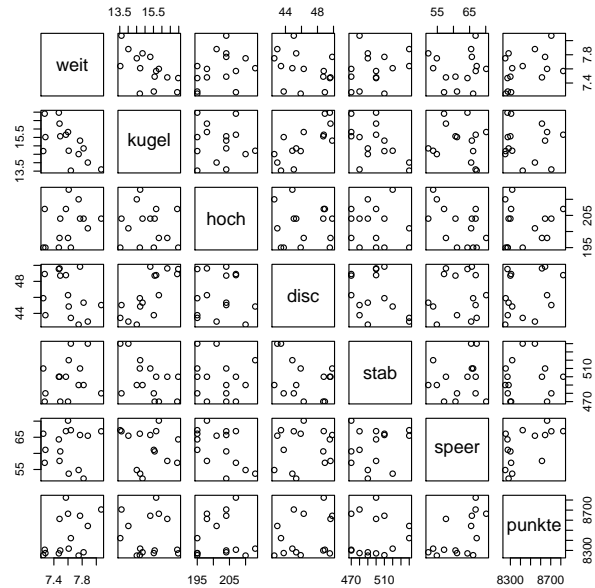 13.5 15.5 44 48 55 65
weit
7.4 7.8
13.5 15.5
kugel
hoch
195 205
44 48
disc
stab
470 510
55 65
speer
punkte
8300 8700
7.4 7.8 195 205 470 510 8300 8700